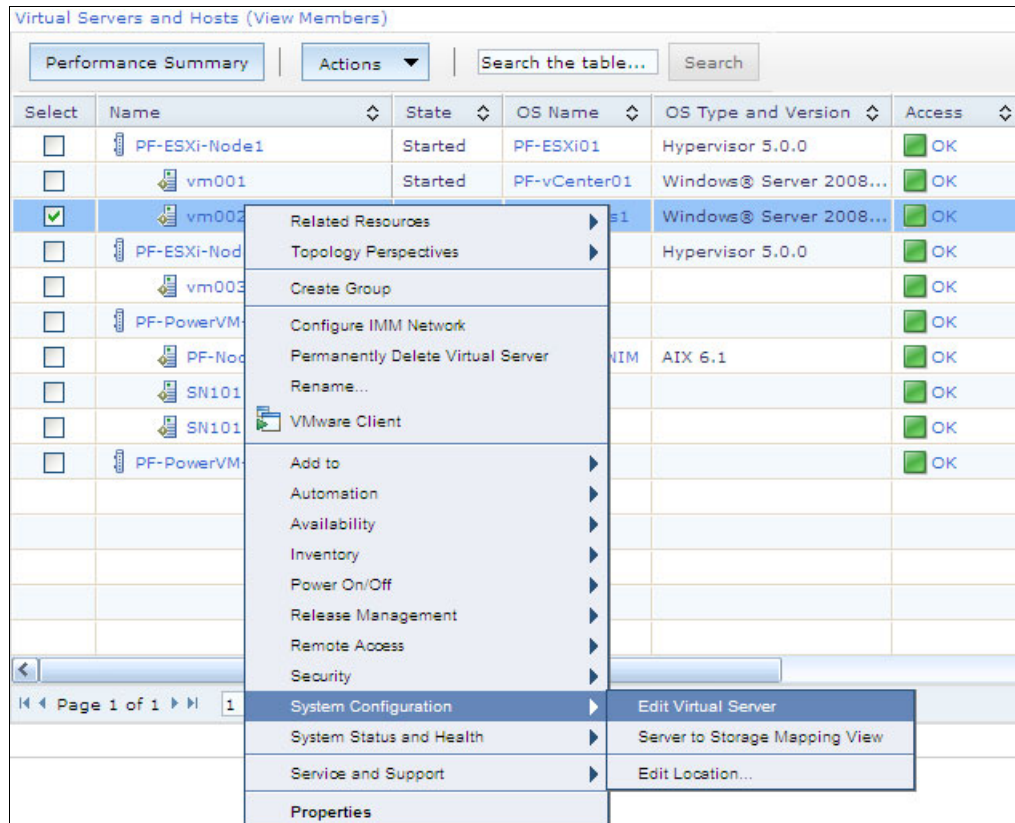 Virtual Servers and Hosts (View Members)
Performance Summary Actions Search the table... Search
Select Name State OS Name OS Type and Version Access
PF-ESXi-Node1 Started PF-ESXi01 Hypervisor 5.0.0 OK
vm001 Started PF-vCenter01 Windows® Server 2008... OK
vm002 s1 Windows® Server 2008... OK
PF-ESXi-Nod Hypervisor 5.0.0 OK
vm003 OK
PF-PowerVM- OK
PF-Nod NIM AIX 6.1 OK
SN101 OK
SN101 OK
PF-PowerVM- OK
Related Resources
Topology Perspectives
Create Group
Configure IMM Network
Permanently Delete Virtual Server
Rename...
VMware Client
Add to
Automation
Availability
Inventory
Power On/Off
Release Management
Remote Access
Security
System Configuration
System Status and Health
Service and Support
Properties
Edit Virtual Server
Server to Storage Mapping View
Edit Location...
Page 1 of 1 1